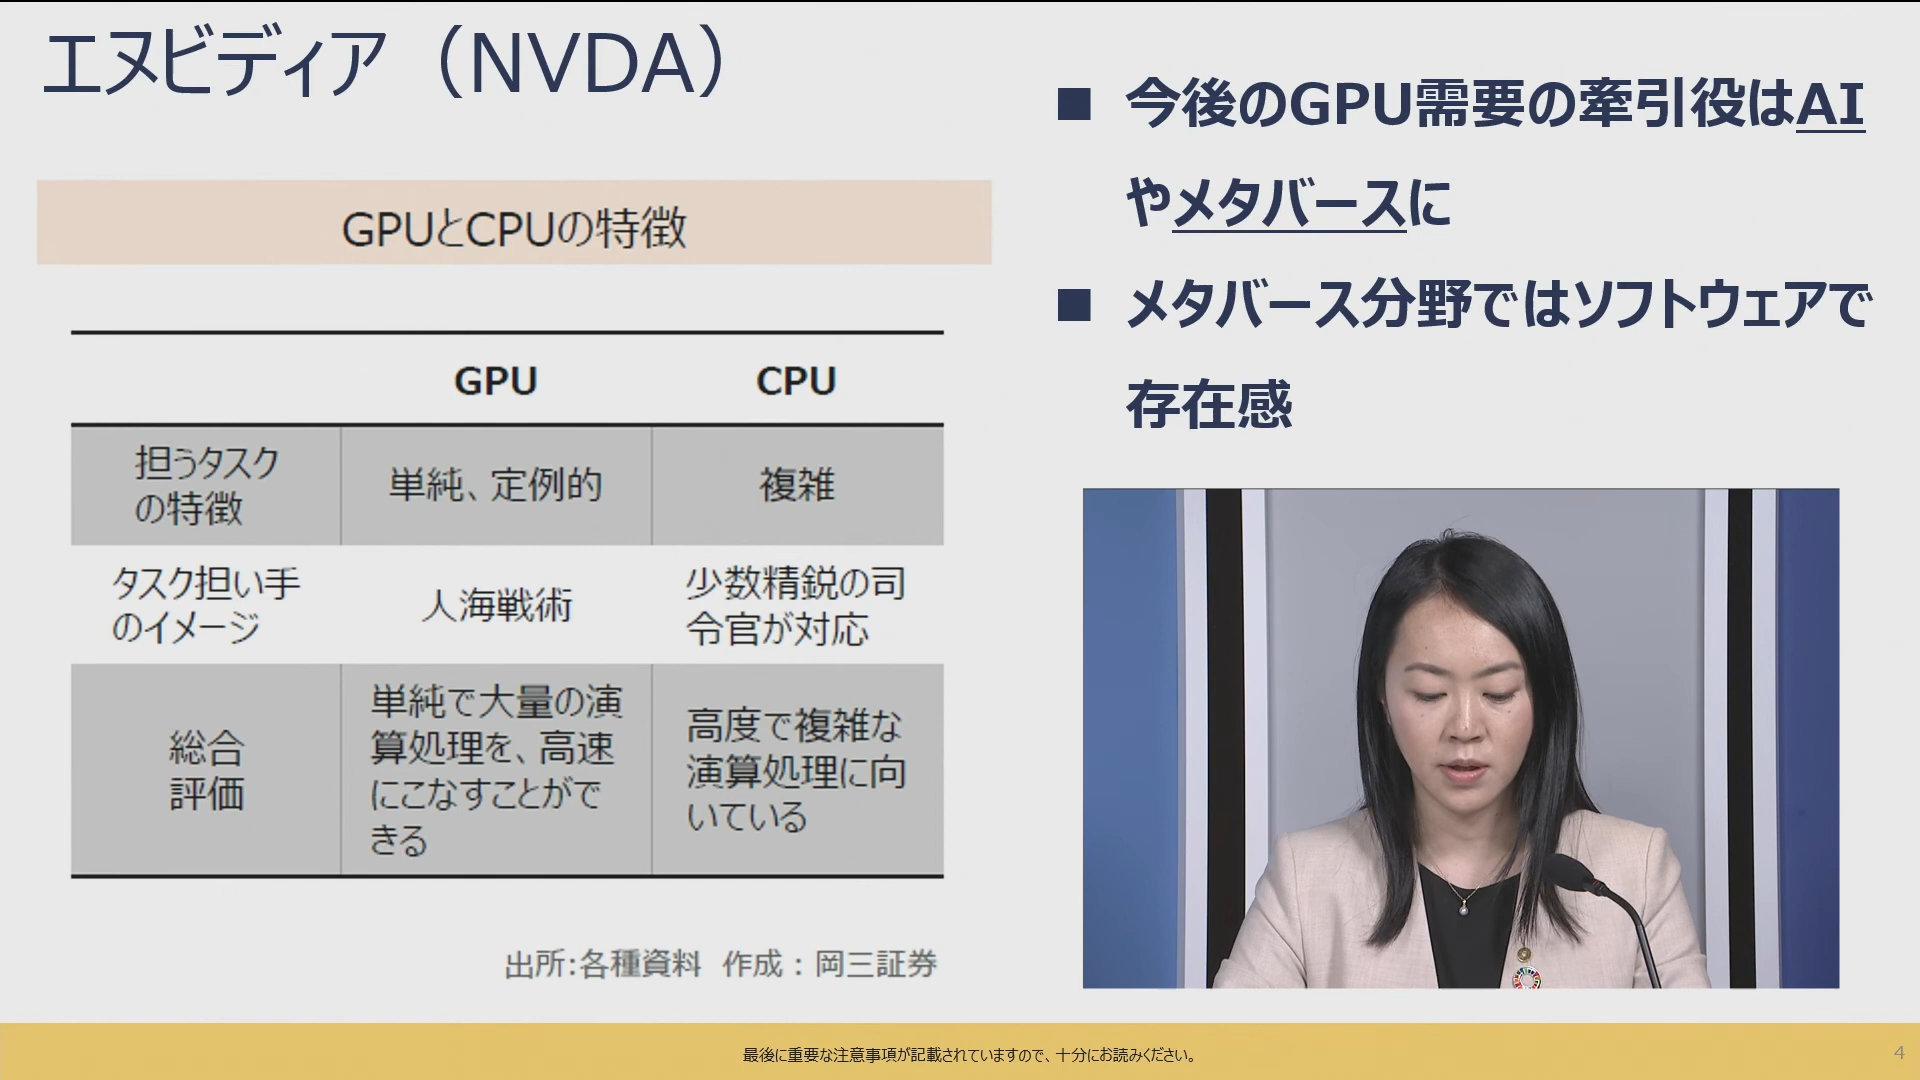 エヌビディア（NVDA）
GPUとCPUの特徴
GPU
CPU
担うタスク
の特徴
単純、定例的
複雑
タスク担い手
のイメージ
人海戦術
少数精鋭の司
令官が対応
総合
評価
単純で大量の演
算処理を、高速
にこなすことがで
きる
高度で複雑な
演算処理に向
いている
出所:各種資料 作成：岡三証券
■ 今後のGPU需要の牽引役はAI
やメタバースに
■ メタバース分野ではソフトウェアで
存在感
最後に重要な注意事項が記載されていますので、十分にお読みください。
4